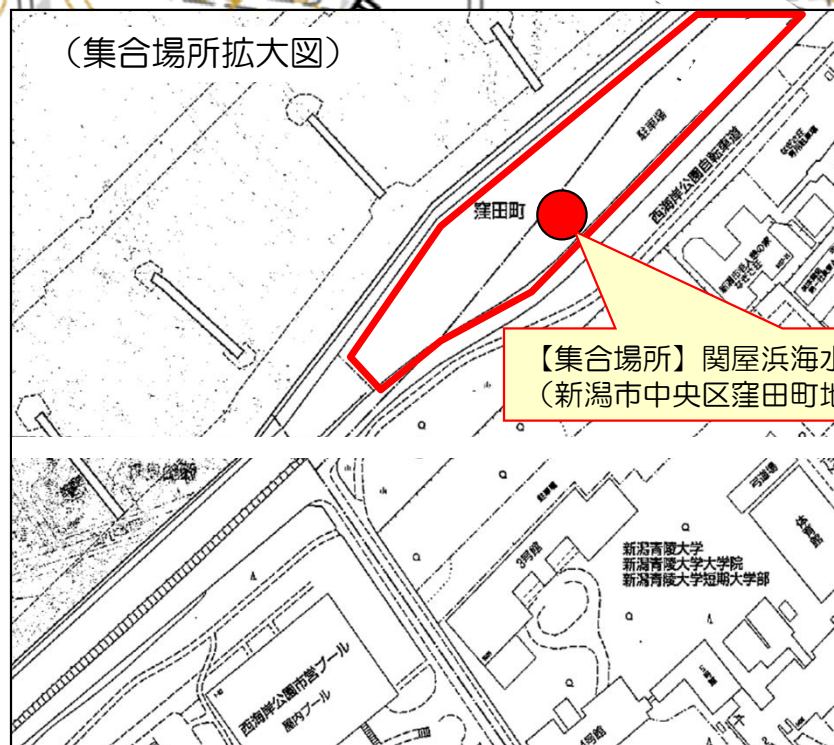 （集合場所拡大図）
駐車場
窪田町
西海岸公園自転車道
【集合場所】関屋浜海水
（新潟市中央区窪田町地
弓道場
体育館
3号館
新潟青陵大学
新潟青陵大学大学院
新潟青陵大学短期大学部
西海岸公園市営プール
屋内プール